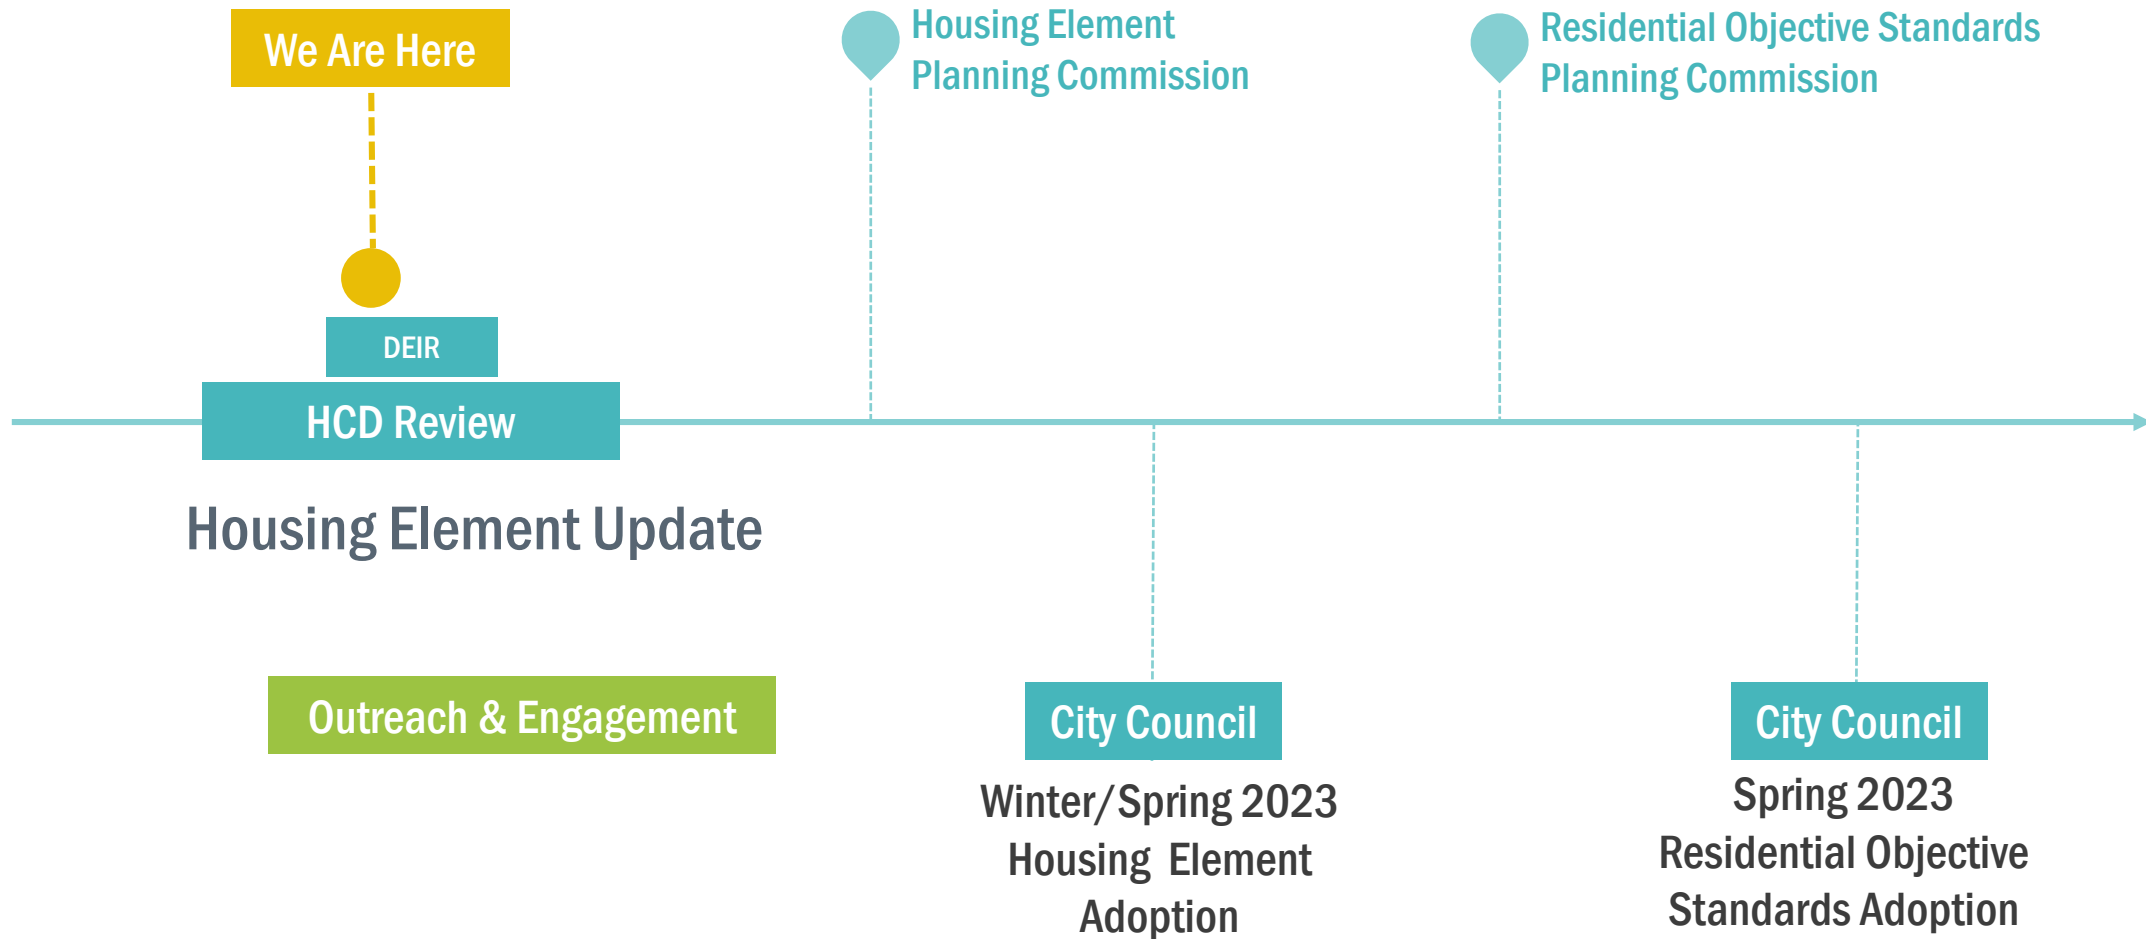 We Are Here
Housing Element
Planning Commission
Residential Objective Standards
Planning Commission
DEIR
HCD Review
Housing Element Update
Outreach & Engagement
City Council
Winter/Spring 2023
Housing Element
Adoption
City Council
Spring 2023
Residential Objective
Standards Adoption